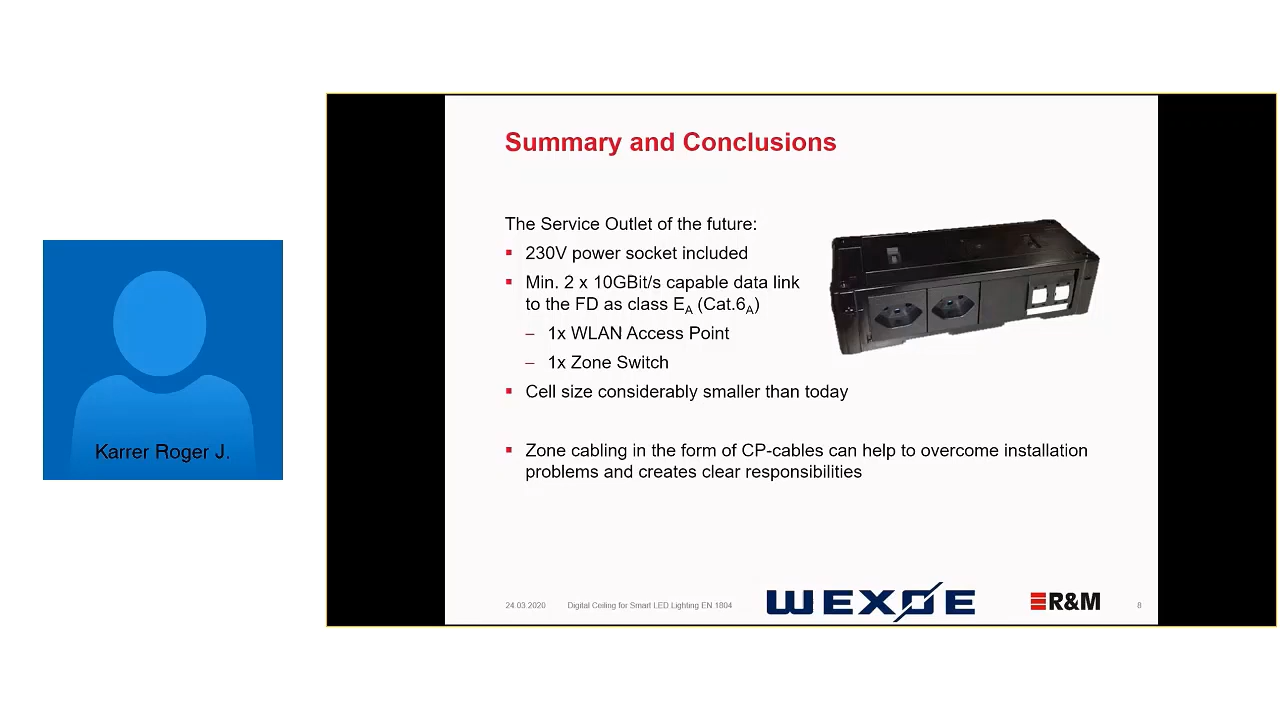 Summary and Conclusions
The Service Outlet of the future:
▪ 230V power socket included
▪ Min. 2 x 10GBit/s capable data link
to the FD as class EA (Cat.6A)
– 1x WLAN Access Point
– 1x Zone Switch
▪ Cell size considerably smaller than today
▪ Zone cabling in the form of CP-cables can help to overcome installation
problems and creates clear responsibilities
Karrer Roger J.
24.03.2020 Digital Ceiling for Smart LED Lighting EN 1804 WEXØE R&M 8